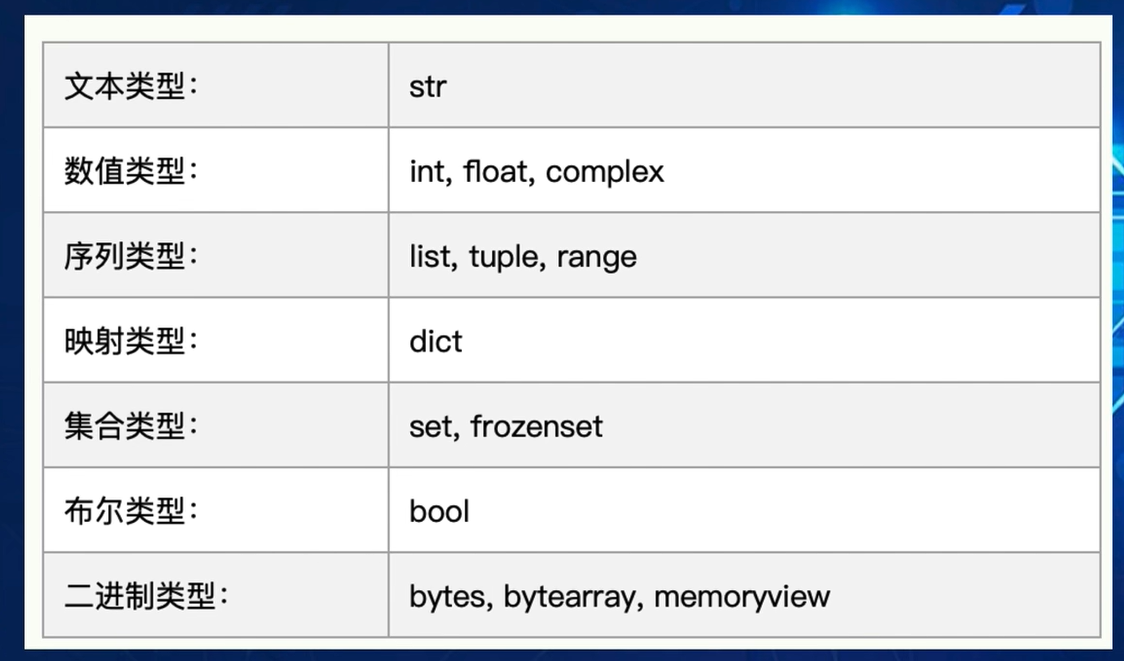 文本类型： str
数值类型： int, float, complex
序列类型： list, tuple, range
映射类型： dict
集合类型： set, frozenset
布尔类型： bool
二进制类型： bytes, bytearray, memoryview